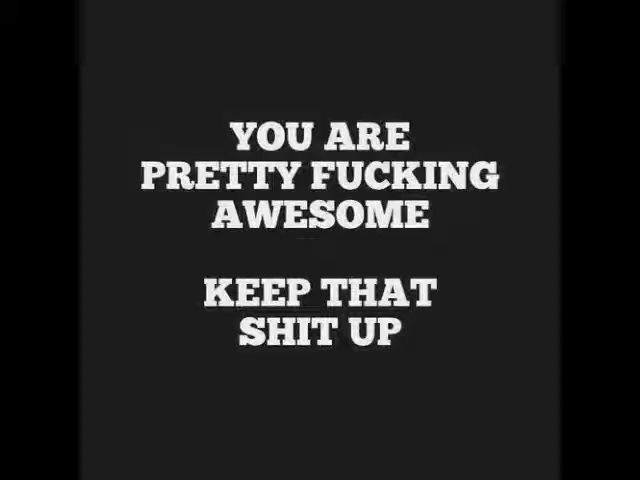 YOU ARE
PRETTY FUCKING
AWESOME
KEEP THAT
SHIT UP